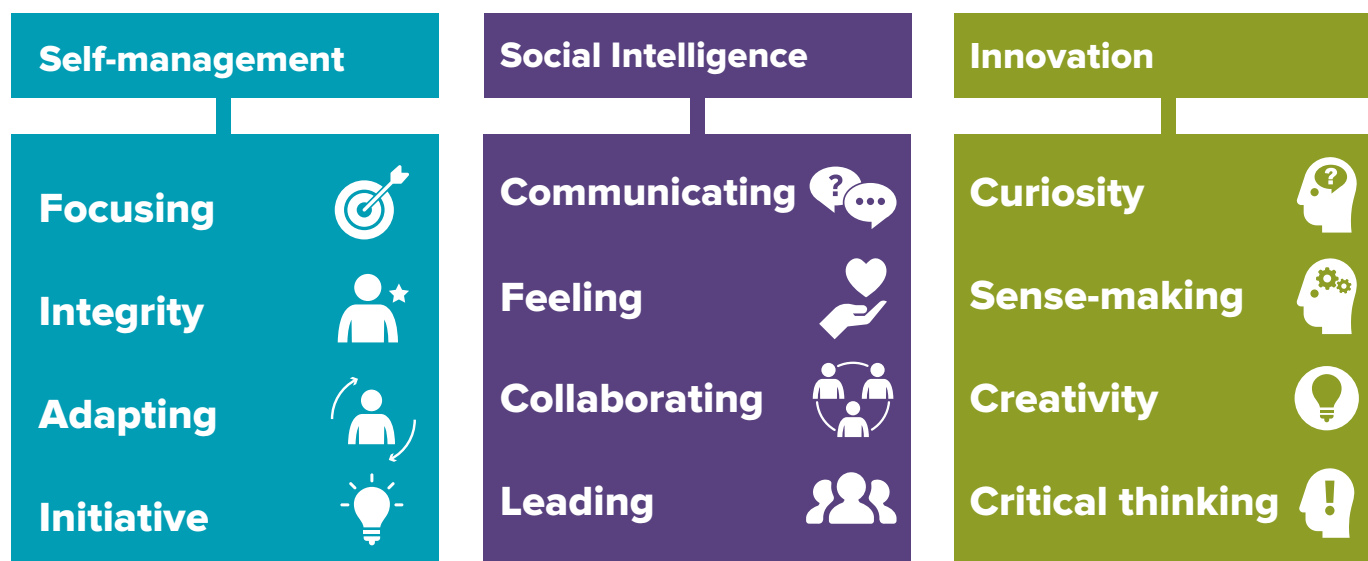 Self-management
Focusing
Integrity
Adapting
Initiative
Social Intelligence
Communicating
?
Feeling
Collaborating
Leading
Innovation
Curiosity
?
Sense-making
Creativity
Critical thinking
!